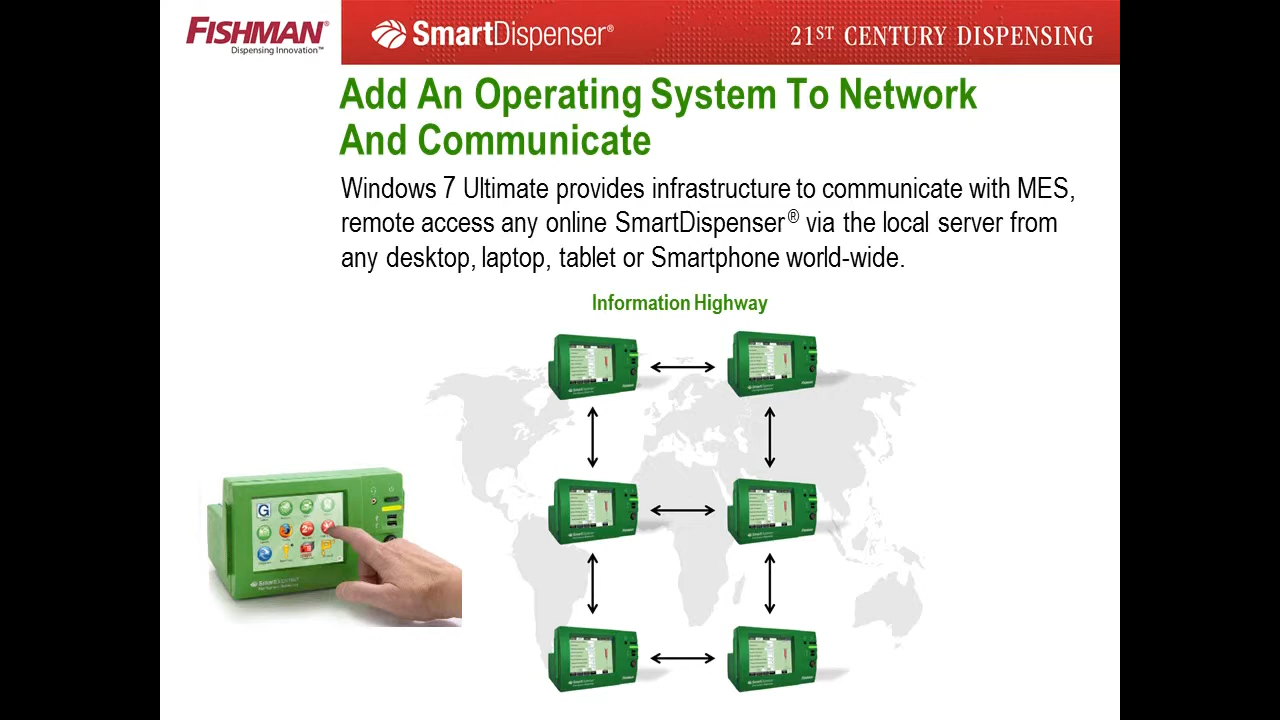 FISHMAN®
Dispensing Innovation™
SmartDispenser®
21ST CENTURY DISPENSING
Add An Operating System To Network
And Communicate
Windows 7 Ultimate provides infrastructure to communicate with MES,
remote access any online SmartDispenser® via the local server from
any desktop, laptop, tablet or Smartphone world-wide.
Information Highway
SmartDispenser®